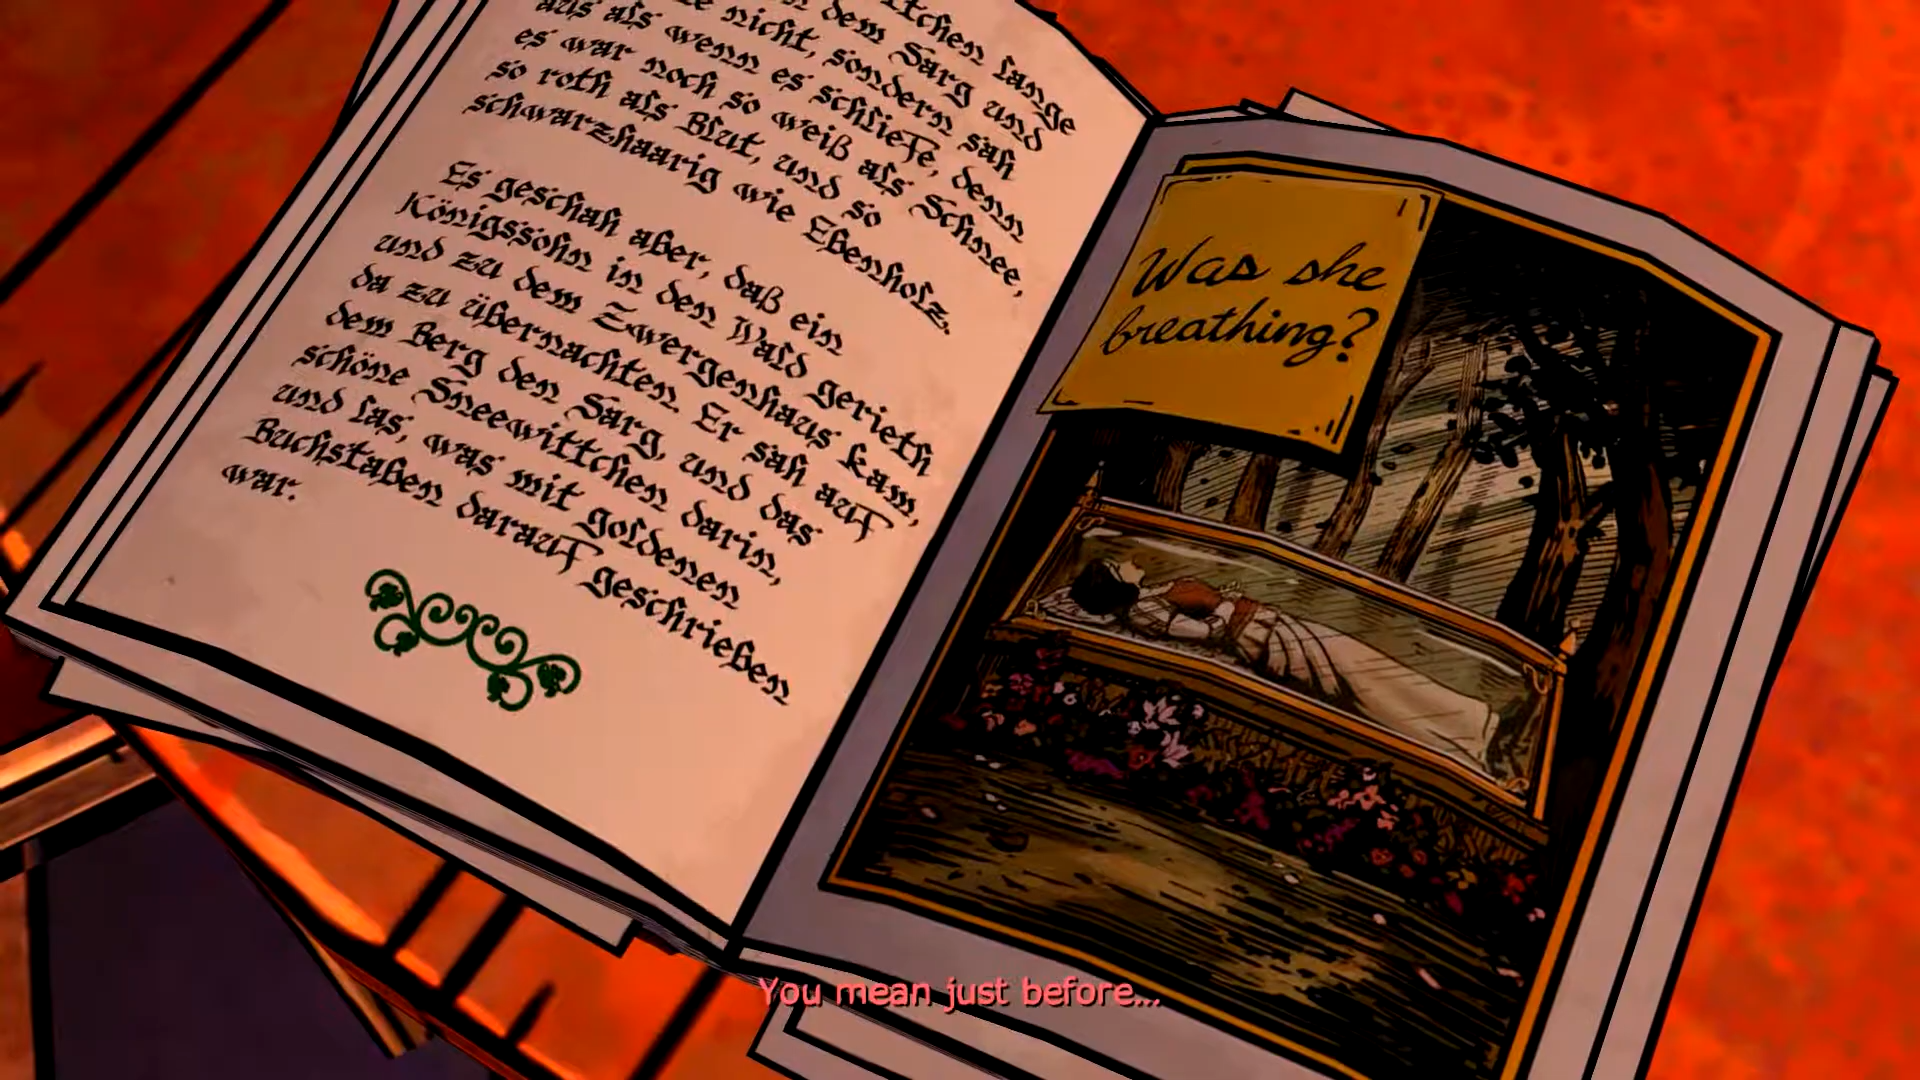 dem Sarg und
nicht, sondern sah
aus als wenn es schliefe, denn
es war noch so weiß als Schnee,
so roth als Blut, und so
schwarzhaarig wie Ebenholz.
Es geschah aber, daß ein
Königssohn in den Wald gerieth
und zu dem Zwergenhaus kam,
da zu übernachten. Er sah auf
dem Berg den Sarg, und das
schöne Sneewittchen darin,
und las, was mit goldenen
Buchstaben darauf geschrieben
war.
Was she
breathing?
You mean just before...